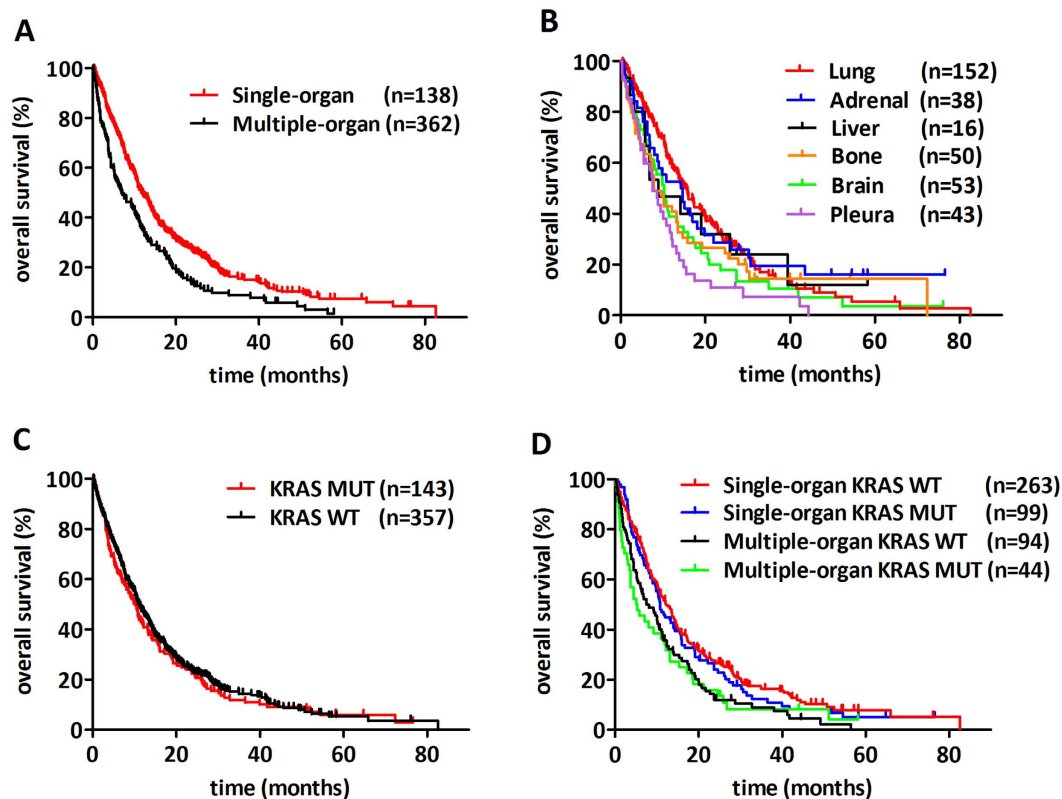 A
overall survival (%)
100
80
60
40
20
0
Single-organ (n=138)
Multiple-organ (n=362)
0 20 40 60 80
time (months)
B
overall survival (%)
100
80
60
40
20
0
Lung (n=152)
Adrenal (n=38)
Liver (n=16)
Bone (n=50)
Brain (n=53)
Pleura (n=43)
0 20 40 60 80
time (months)
C
overall survival (%)
100
80
60
40
20
0
KRAS MUT (n=143)
KRAS WT (n=357)
0 20 40 60 80
time (months)
D
overall survival (%)
100
80
60
40
20
0
Single-organ KRAS WT (n=263)
Single-organ KRAS MUT (n=99)
Multiple-organ KRAS WT (n=94)
Multiple-organ KRAS MUT (n=44)
0 20 40 60 80
time (months)